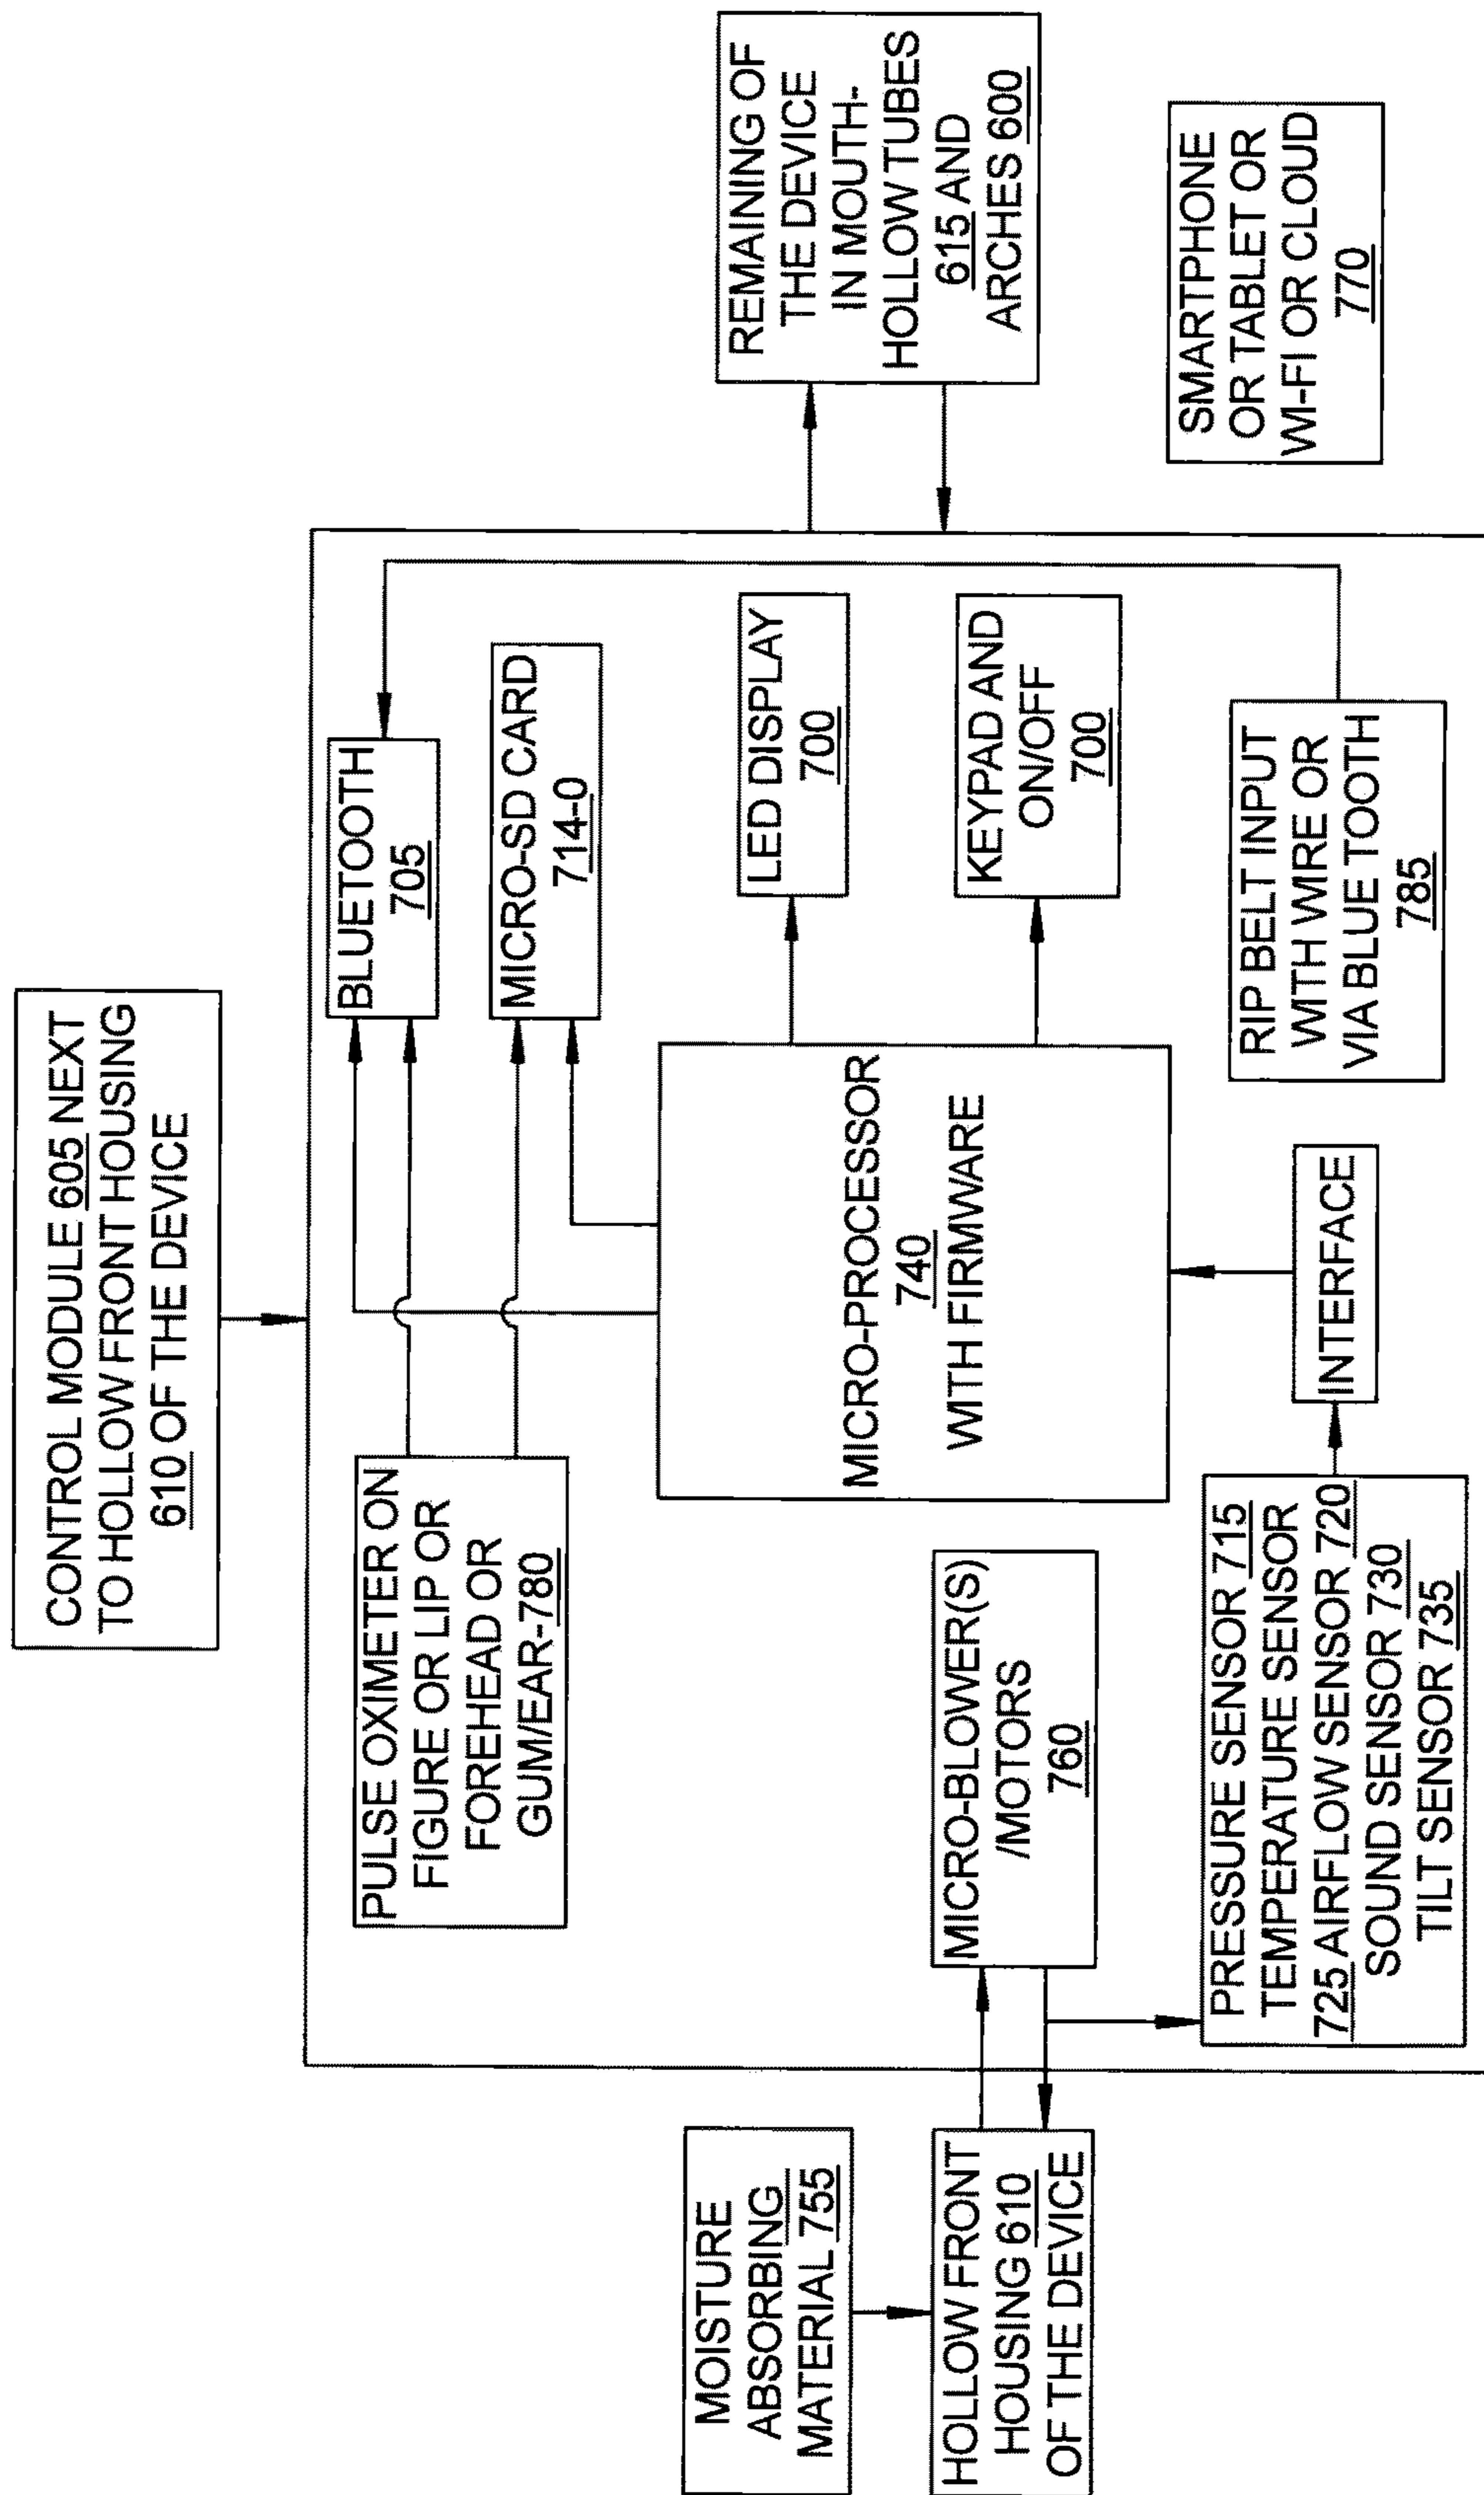 CONTROL MODULE 605 NEXT
TO HOLLOW FRONT HOUSING
610 OF THE DEVICE
PULSE OXIMETER ON
FIGURE OR LIP OR
FOREHEAD OR
GUM/EAR-780
BLUETOOTH
705
MICRO-SD CARD
714-0
MOISTURE
ABSORBING
MATERIAL 755
HOLLOW FRONT
HOUSING 610
OF THE DEVICE
MICRO-BLOWER(S)
/MOTORS
760
MICRO-PROCESSOR
740
WITH FIRMWARE
LED DISPLAY
700
KEYPAD AND
ON/OFF
700
REMAINING OF
THE DEVICE
IN MOUTH-
HOLLOW TUBES
615 AND
ARCHES 600
PRESSURE SENSOR 715
TEMPERATURE SENSOR
725 AIRFLOW SENSOR 720
SOUND SENSOR 730
TILT SENSOR 735
INTERFACE
RIP BELT INPUT
WITH WIRE OR
VIA BLUE TOOTH
785
SMARTPHONE
OR TABLET OR
WI-FI OR CLOUD
770